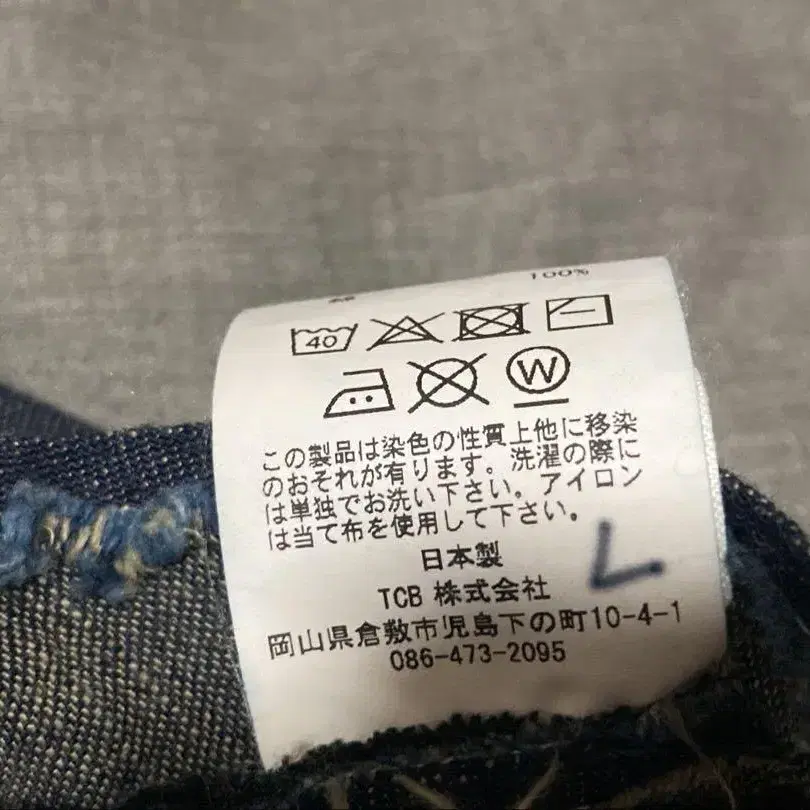 100%
40
W
この製品は染色の性質上他に移染
のおそれが有ります。洗濯の際に
は単独でお洗い下さい。アイロン
は当て布を使用して下さい。
L
日本製
TCB 株式会社
岡山県倉敷市児島下の町10-4-1
086-473-2095